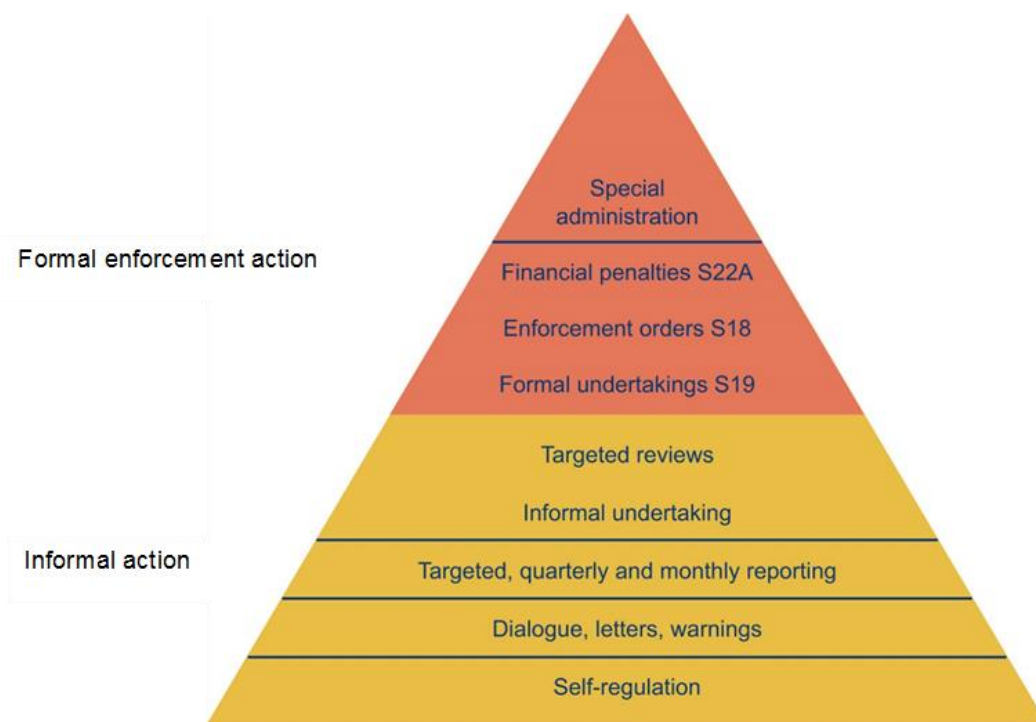 Special
administration
Formal enforcement action
Financial penalties S22A
Enforcement orders S18
Formal undertakings S19
Targeted reviews
Informal undertaking
Informal action
Targeted, quarterly and monthly reporting
Dialogue, letters, warnings
Self-regulation